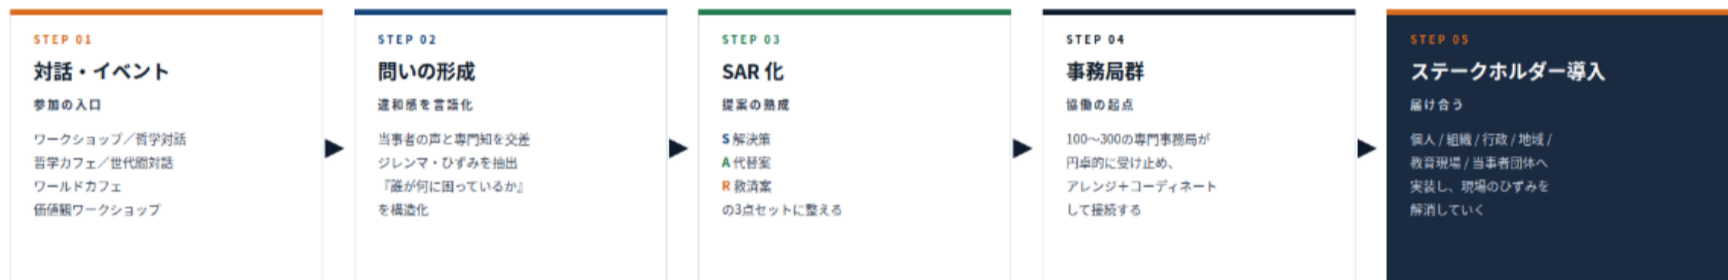 STEP 01
対話・イベント
参加の入口
ワークショップ／哲学対話
哲学カフェ／世代間対話
ワールドカフェ
価値観ワークショップ
STEP 02
問いの形成
違和感を言語化
当事者の声と専門知を交差
ジレンマ・ひずみを抽出
『誰が何に困っているか』
を構造化
STEP 03
SAR 化
提案の熟成
S 解決策
A 代替案
R 救済案
の3点セットに整える
STEP 04
事務局群
協働の起点
100〜300の専門事務局が
円卓的に受け止め、
アレンジ＋コーディネート
して接続する
STEP 05
ステークホルダー導入
届け合う
個人 / 組織 / 行政 / 地域 /
教育現場 / 当事者団体へ
実装し、現場のひずみを
解消していく